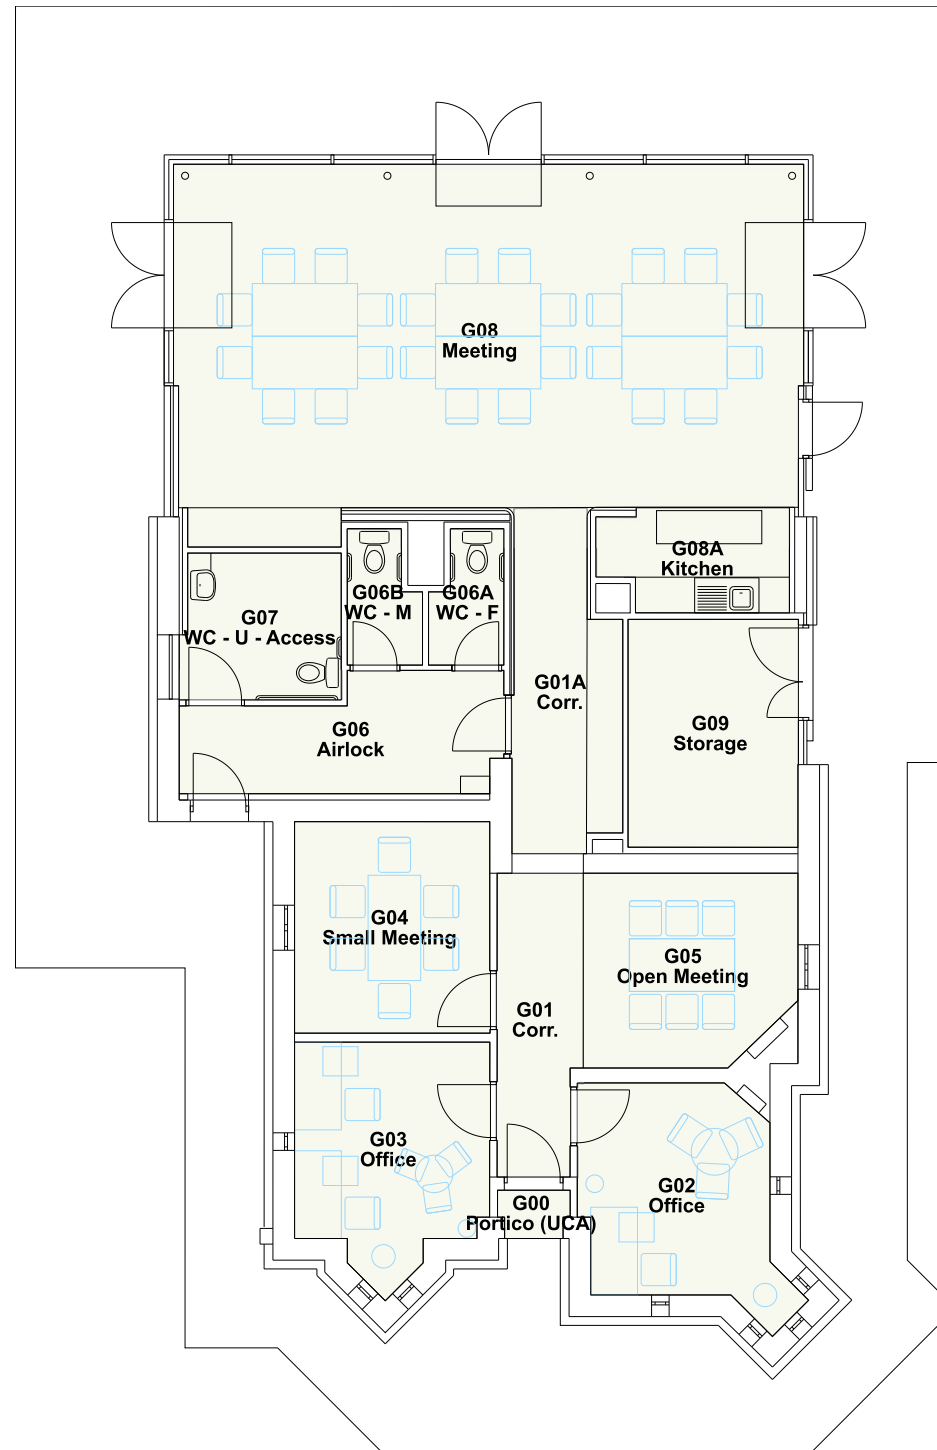 G08
Meeting
G08A
Kitchen
G06B
WC - M
G06A
WC - F
G07
WC - U - Access
G01A
Corr.
G06
Airlock
G09
Storage
G04
Small Meeting
G05
Open Meeting
G01
Corr.
G03
Office
G02
Office
G00
Portico (UCA)